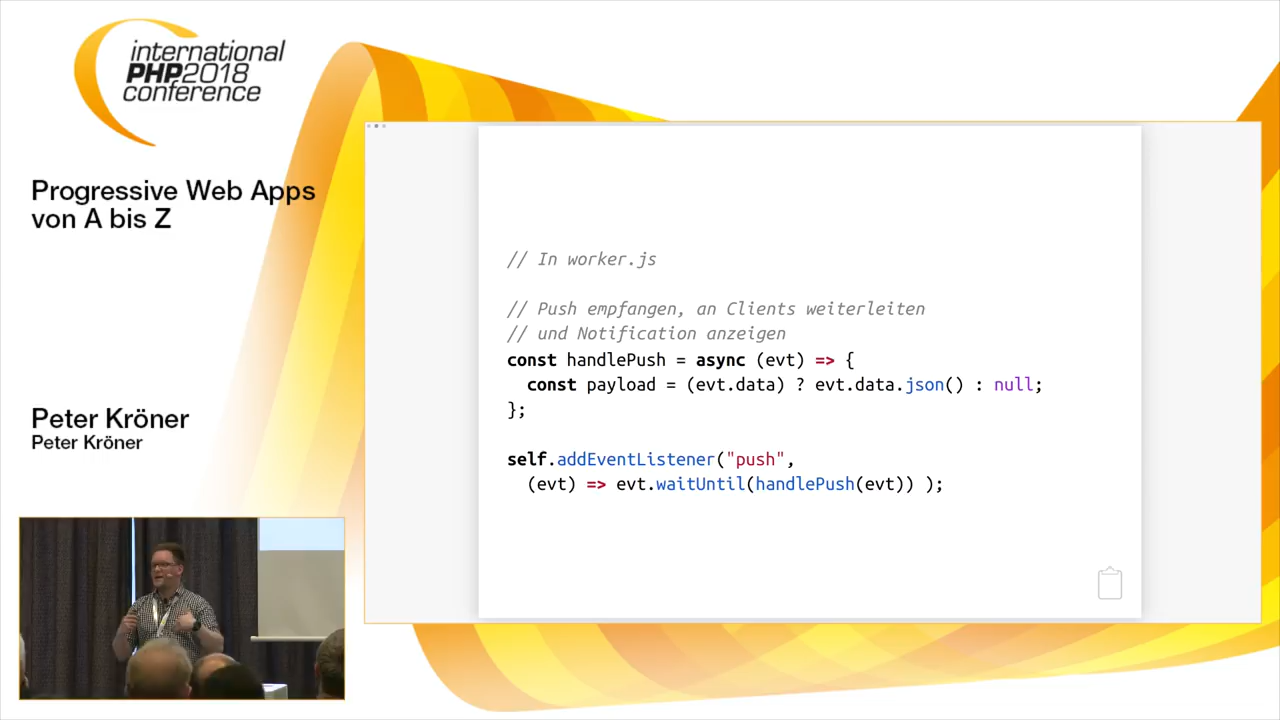 international
PHP2018
conference
Progressive Web Apps
von A bis Z
Peter Kröner
Peter Kröner
// In worker.js
// Push empfangen, an Clients weiterleiten
// und Notification anzeigen
const handlePush = async (evt) => {
  const payload = (evt.data) ? evt.data.json() : null;
};
self.addEventListener("push",
  (evt) => evt.waitUntil(handlePush(evt)) );